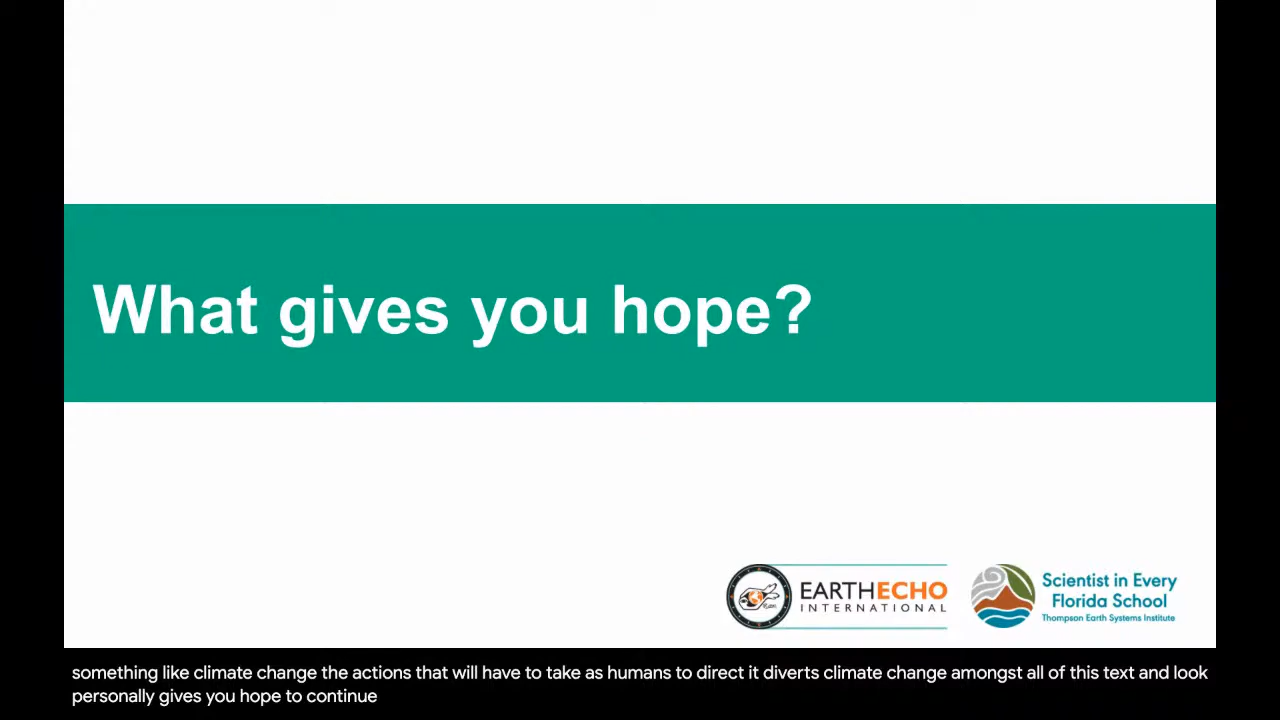 What gives you hope?
EARTHECHO
INTERNATIONAL
Scientist in Every
Florida School
Thompson Earth Systems Institute
something like climate change the actions that will have to take as humans to direct it diverts climate change amongst all of this text and look
personally gives you hope to continue